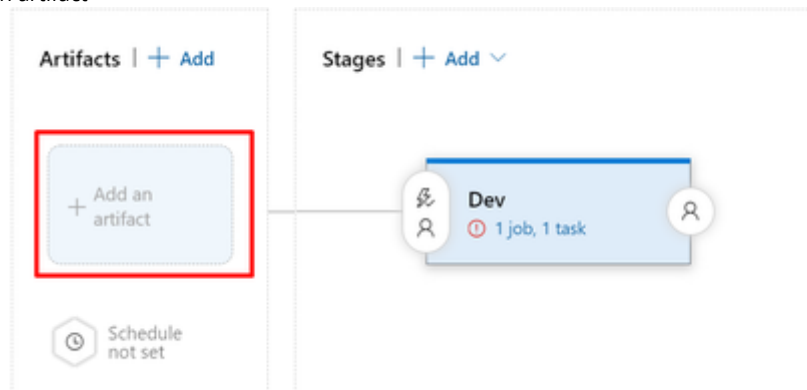 Artifacts | + Add
Stages | + Add
+ Add an
artifact
Dev
1 job, 1 task
Schedule
not set